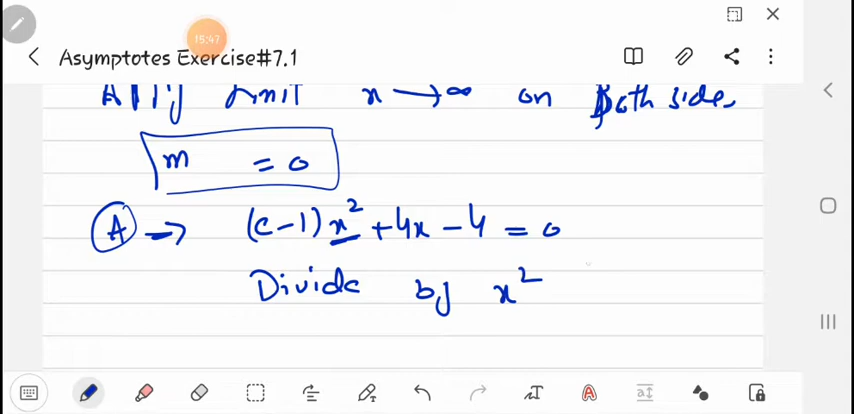 15:47
Asymptotes Exercise#7.1
Apply Limit x → ∞ on both side.
m = 0
A → (c-1)x² + 4x - 4 = 0
Divide by x²